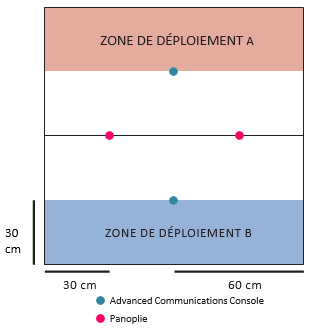 ZONE DE DÉPLOIEMENT A
30
cm
ZONE DE DÉPLOIEMENT B
30 cm
60 cm
Advanced Communications Console
Panoplie